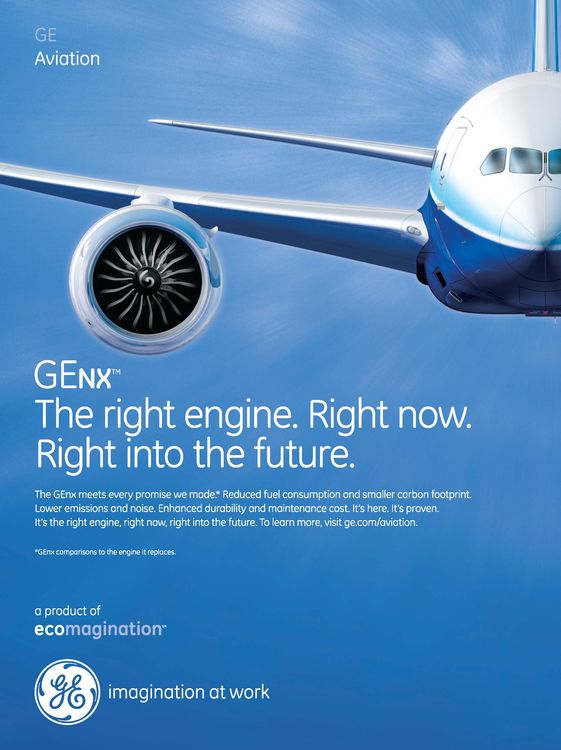 GE
Aviation
GEnx™
The right engine. Right now.
Right into the future.
The GEnx meets every promise we made.* Reduced fuel consumption and smaller carbon footprint.
Lower emissions and noise. Enhanced durability and maintenance cost. It's here. It's proven.
It's the right engine, right now, right into the future. To learn more, visit ge.com/aviation.
*GEnx comparisons to the engine it replaces.
a product of
ecomagination℠
GE
imagination at work